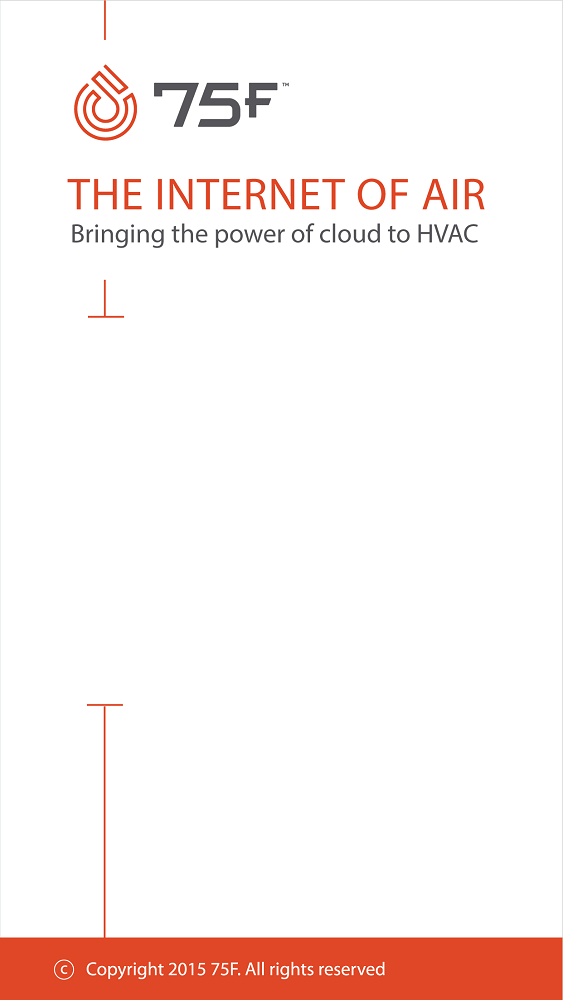 75F™
THE INTERNET OF AIR
Bringing the power of cloud to HVAC
© Copyright 2015 75F. All rights reserved